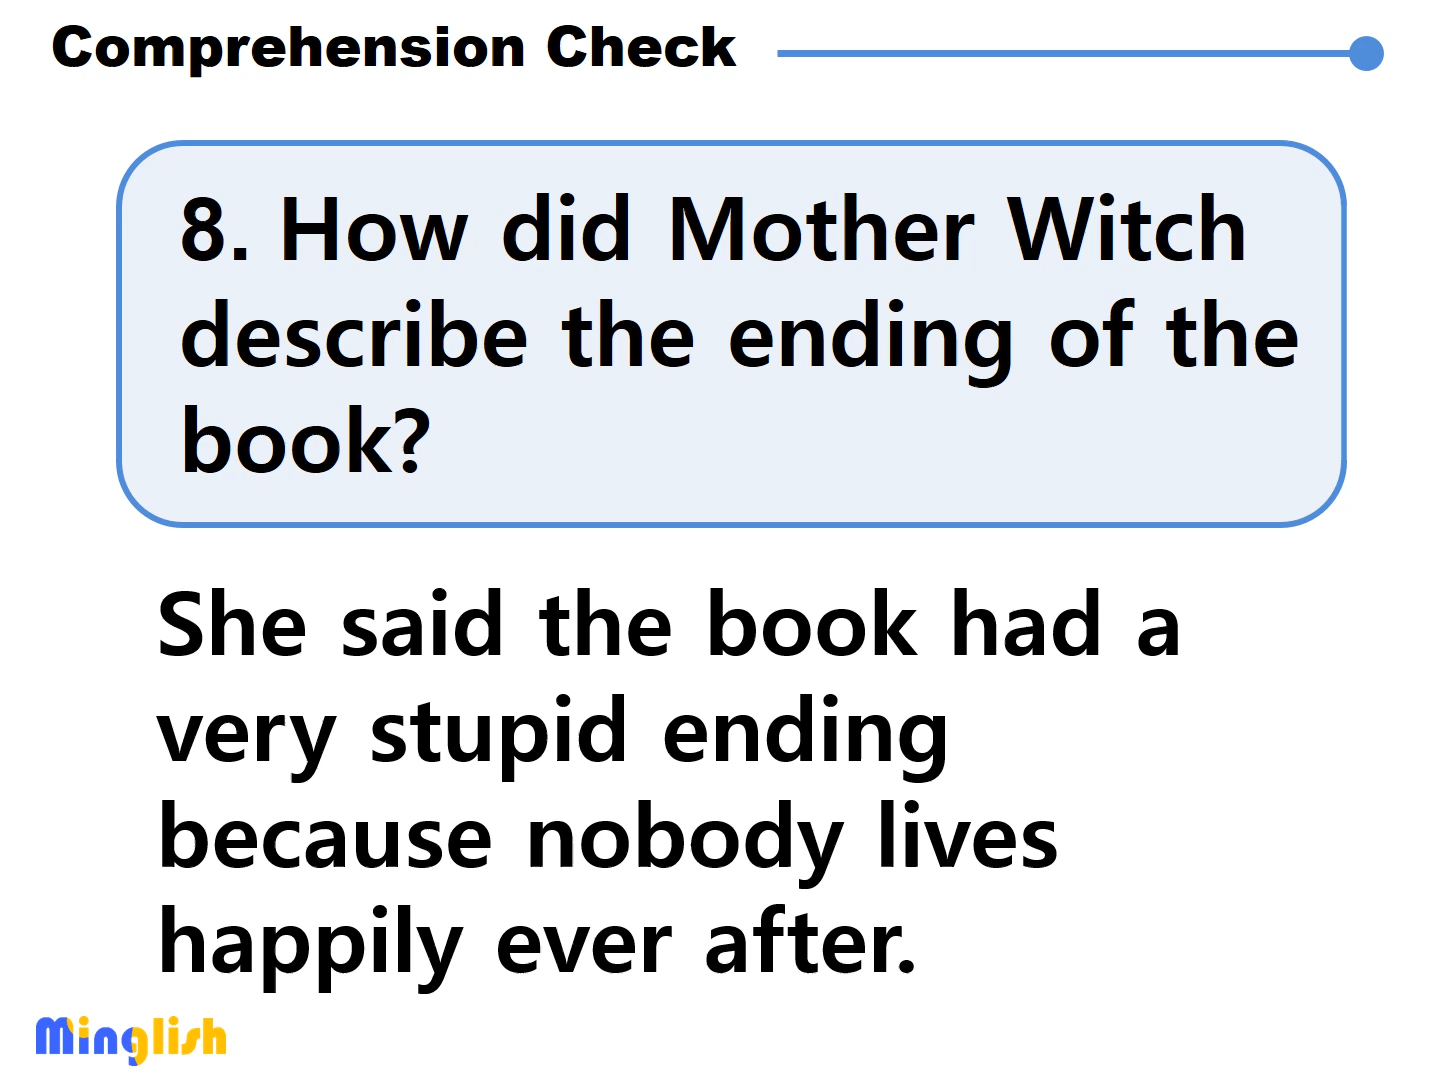 Comprehension Check
8. How did Mother Witch
describe the ending of the
book?
She said the book had a
very stupid ending
because nobody lives
happily ever after.
Minglish